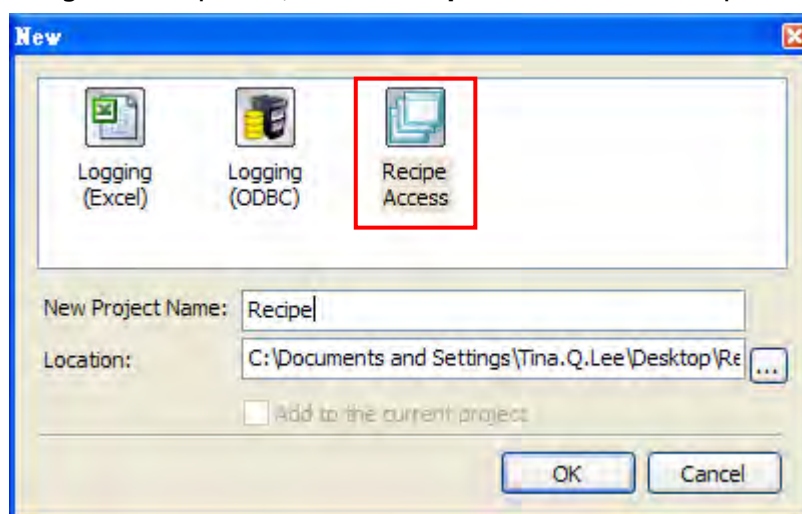 New
Logging
(Excel)
Logging
(ODBC)
Recipe
Access
New Project Name: Recipe
Location: C:\Documents and Settings\Tina.Q.Lee\Desktop\Re ...
Add to the current project
OK Cancel